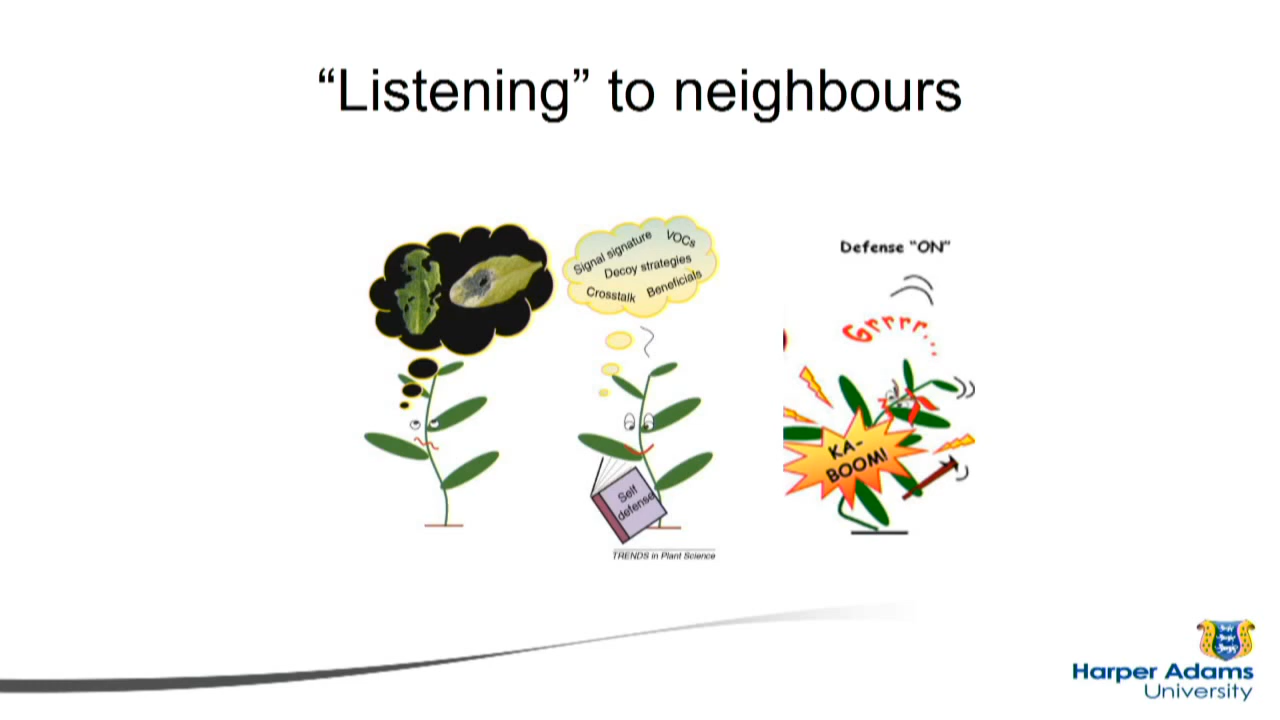 “Listening” to neighbours
Signal signature
VOCs
Decoy strategies
Crosstalk
Beneficials
Self
defense
TRENDS in Plant Science
Defense "ON"
Grrrr...
KA-
BOOM!
Harper Adams
University